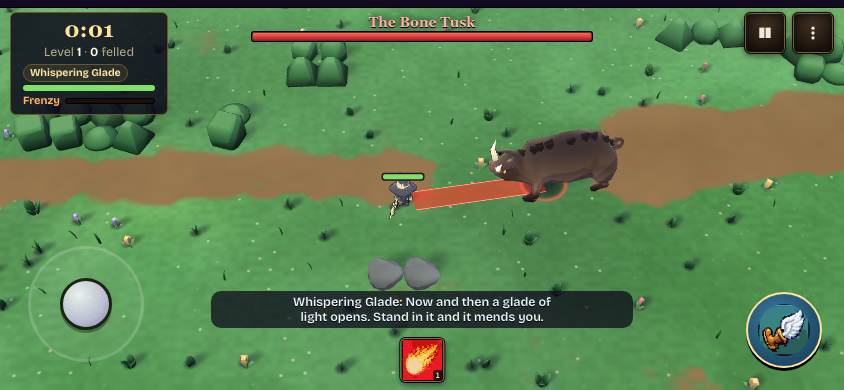 0:01
Level 1 · 0 felled
Whispering Glade
Frenzy
The Bone Tusk
Whispering Glade: Now and then a glade of
light opens. Stand in it and it mends you.
1